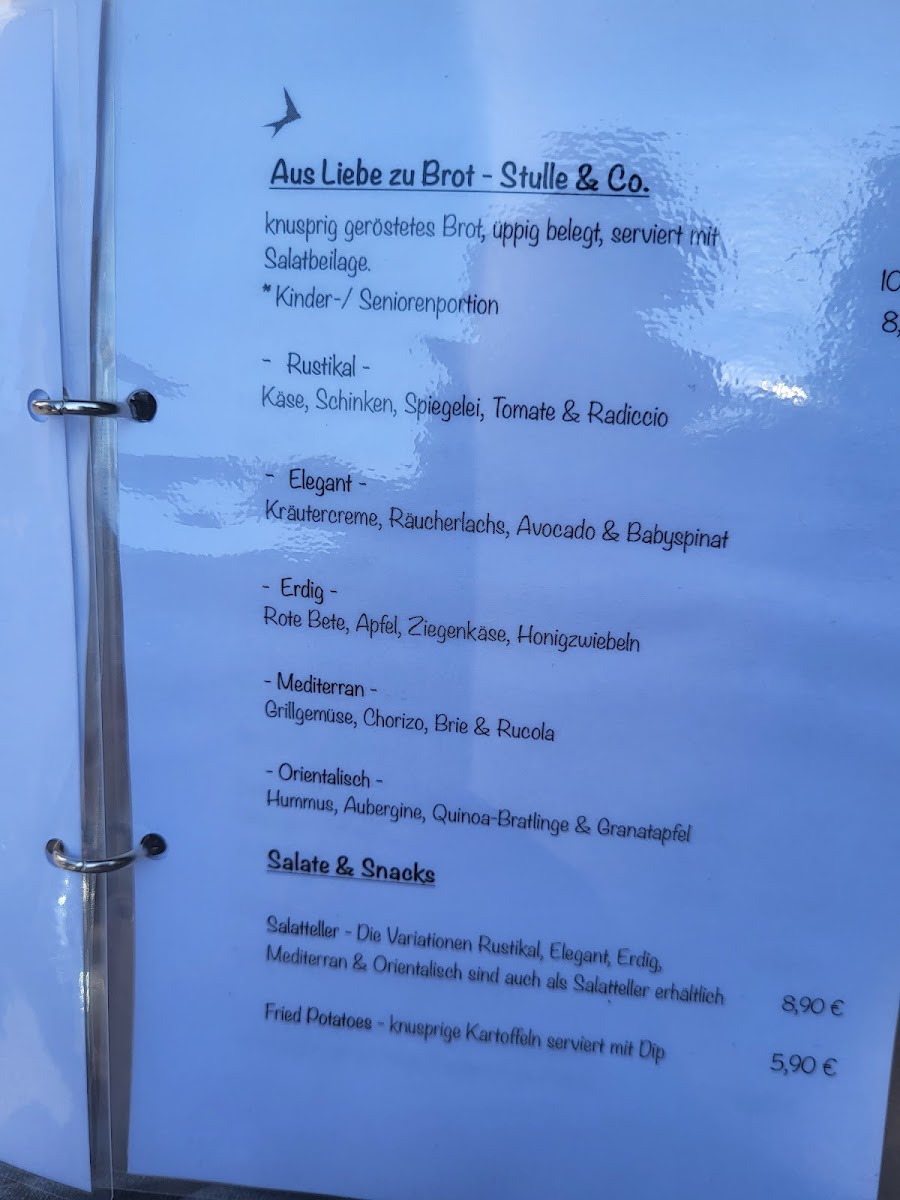 Aus Liebe zu Brot - Stulle & Co.
knusprig geröstetes Brot, üppig belegt, serviert mit
Salatbeilage.
10
*Kinder-/ Seniorenportion
8,
- Rustikal -
Käse, Schinken, Spiegelei, Tomate & Radiccio
- Elegant -
Kräutercreme, Räucherlachs, Avocado & Babyspinat
- Erdig -
Rote Bete, Apfel, Ziegenkäse, Honigzwiebeln
- Mediterran -
Grillgemüse, Chorizo, Brie & Rucola
- Orientalisch -
Hummus, Aubergine, Quinoa-Bratlinge & Granatapfel
Salate & Snacks
Salatteller - Die Variationen Rustikal, Elegant, Erdig,
Mediterran & Orientalisch sind auch als Salatteller erhältlich 8,90 €
Fried Potatoes - knusprige Kartoffeln serviert mit Dip 5,90 €